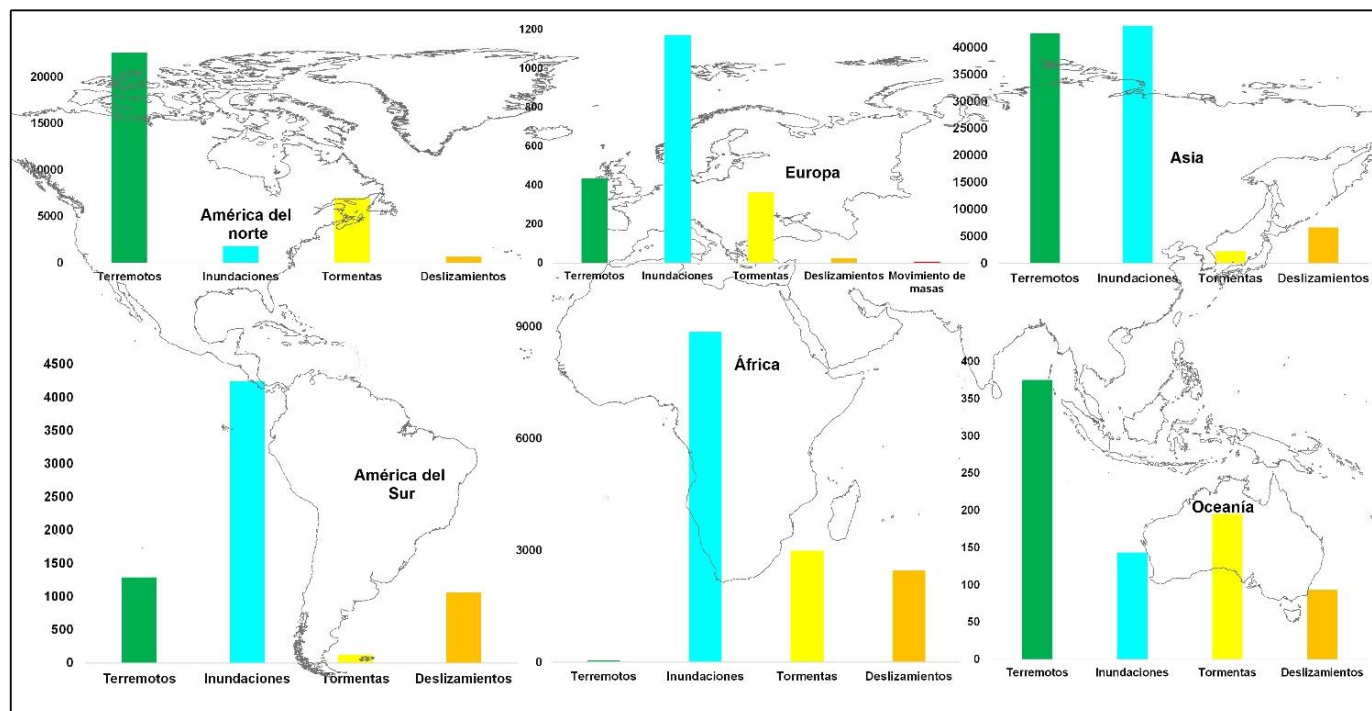 20000
15000
10000
5000
0
América del
norte
Terremotos Inundaciones Tormentas Deslizamientos
1200
1000
800
600
400
200
0
Europa
Terremotos Inundaciones Tormentas Deslizamientos Movimiento de
masas
40000
35000
30000
25000
20000
15000
10000
5000
0
Asia
Terremotos Inundaciones Tormentas Deslizamientos
4500
4000
3500
3000
2500
2000
1500
1000
500
0
América del
Sur
Terremotos Inundaciones Tormentas Deslizamientos
9000
6000
3000
0
África
Terremotos Inundaciones Tormentas Deslizamientos
400
350
300
250
200
150
100
50
0
Oceanía
Terremotos Inundaciones Tormentas Deslizamientos